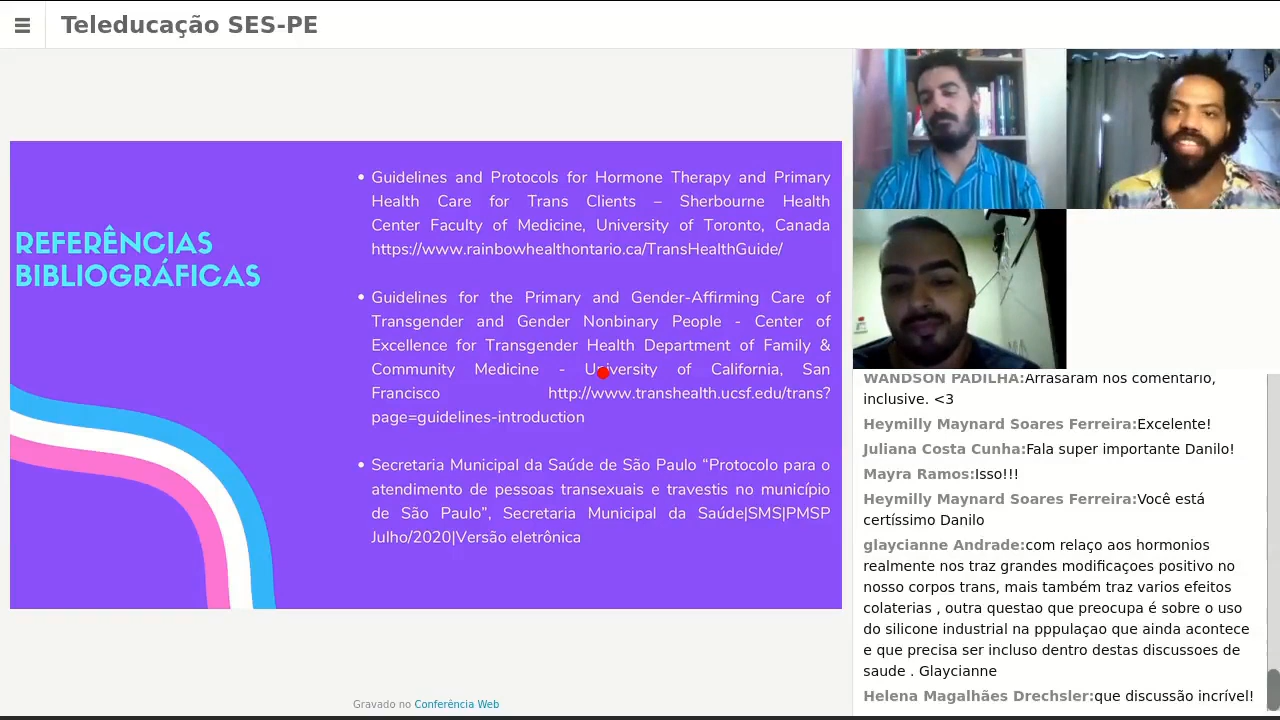 Teleducação SES-PE
REFERÊNCIAS
BIBLIOGRÁFICAS
• Guidelines and Protocols for Hormone Therapy and Primary
Health Care for Trans Clients – Sherbourne Health
Center Faculty of Medicine, University of Toronto, Canada
https://www.rainbowhealthontario.ca/TransHealthGuide/
• Guidelines for the Primary and Gender-Affirming Care of
Transgender and Gender Nonbinary People - Center of
Excellence for Transgender Health Department of Family &
Community Medicine - University of California, San
Francisco http://www.transhealth.ucsf.edu/trans?
page=guidelines-introduction
• Secretaria Municipal da Saúde de São Paulo “Protocolo para o
atendimento de pessoas transexuais e travestis no município
de São Paulo”, Secretaria Municipal da Saúde|SMS|PMSP
Julho/2020|Versão eletrônica
Gravado no Conferência Web
WANDSON PADILHA:Arrasaram nos comentário,
inclusive. <3
Heymilly Maynard Soares Ferreira:Excelente!
Juliana Costa Cunha:Fala super importante Danilo!
Mayra Ramos:Isso!!!
Heymilly Maynard Soares Ferreira:Você está
certíssimo Danilo
glaycianne Andrade:com relaço aos hormonios
realmente nos traz grandes modificaçoes positivo no
nosso corpos trans, mais também traz varios efeitos
colaterias , outra questao que preocupa é sobre o uso
do silicone industrial na pppulaçao que ainda acontece
e que precisa ser incluso dentro destas discussoes de
saude . Glaycianne
Helena Magalhães Drechsler:que discussão incrível!